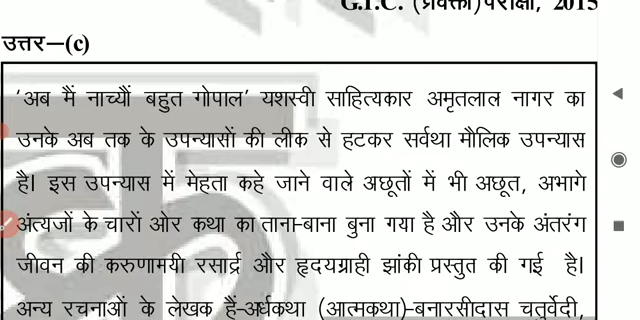 G.I.C. (प्रवक्ता) परीक्षा, 2015
उत्तर–(c)
'अब मैं नाच्यौं बहुत गोपाल' यशस्वी साहित्यकार अमृतलाल नागर का
उनके अब तक के उपन्यासों की लीक से हटकर सर्वथा मौलिक उपन्यास
है। इस उपन्यास में मेहता कहे जाने वाले अछूतों में भी अछूत, अभागे
अंत्यजों के चारों ओर कथा का ताना-बाना बुना गया है और उनके अंतरंग
जीवन की करुणामयी रसार्द्र और हृदयग्राही झांकी प्रस्तुत की गई है।
अन्य रचनाओं के लेखक हैं-अर्धकथा (आत्मकथा)-बनारसीदास चतुर्वेदी,